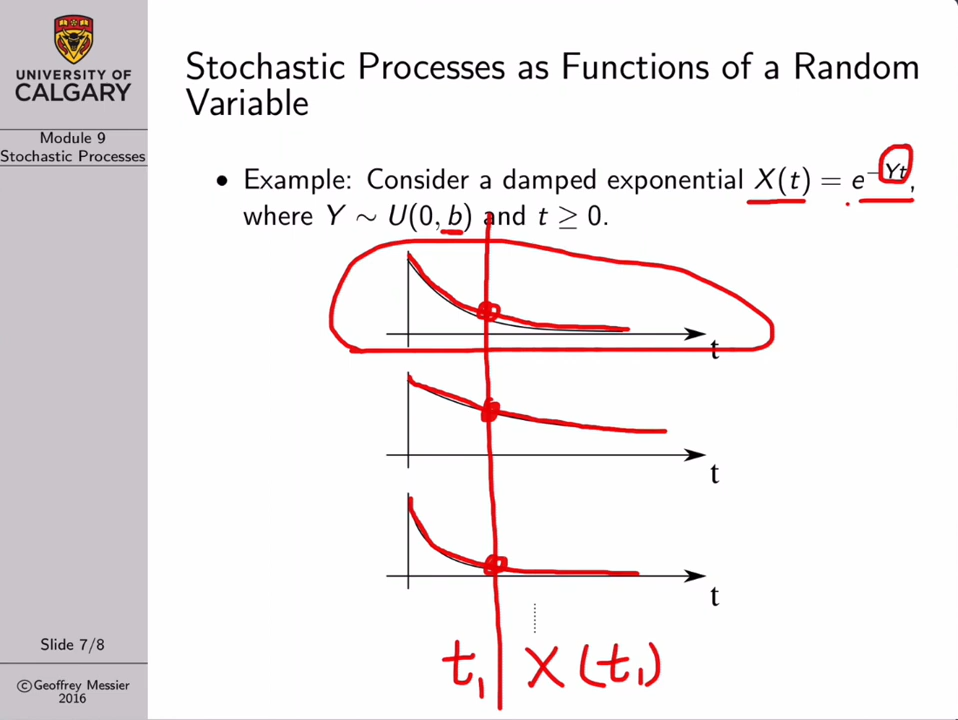 UNIVERSITY OF
CALGARY
Module 9
Stochastic Processes
Slide 7/8
©Geoffrey Messier
2016
Stochastic Processes as Functions of a Random
Variable
• Example: Consider a damped exponential X(t) = e^{−Yt},
where Y ∼ U(0, b) and t ≥ 0.
t
t
t
t₁ X(t₁)